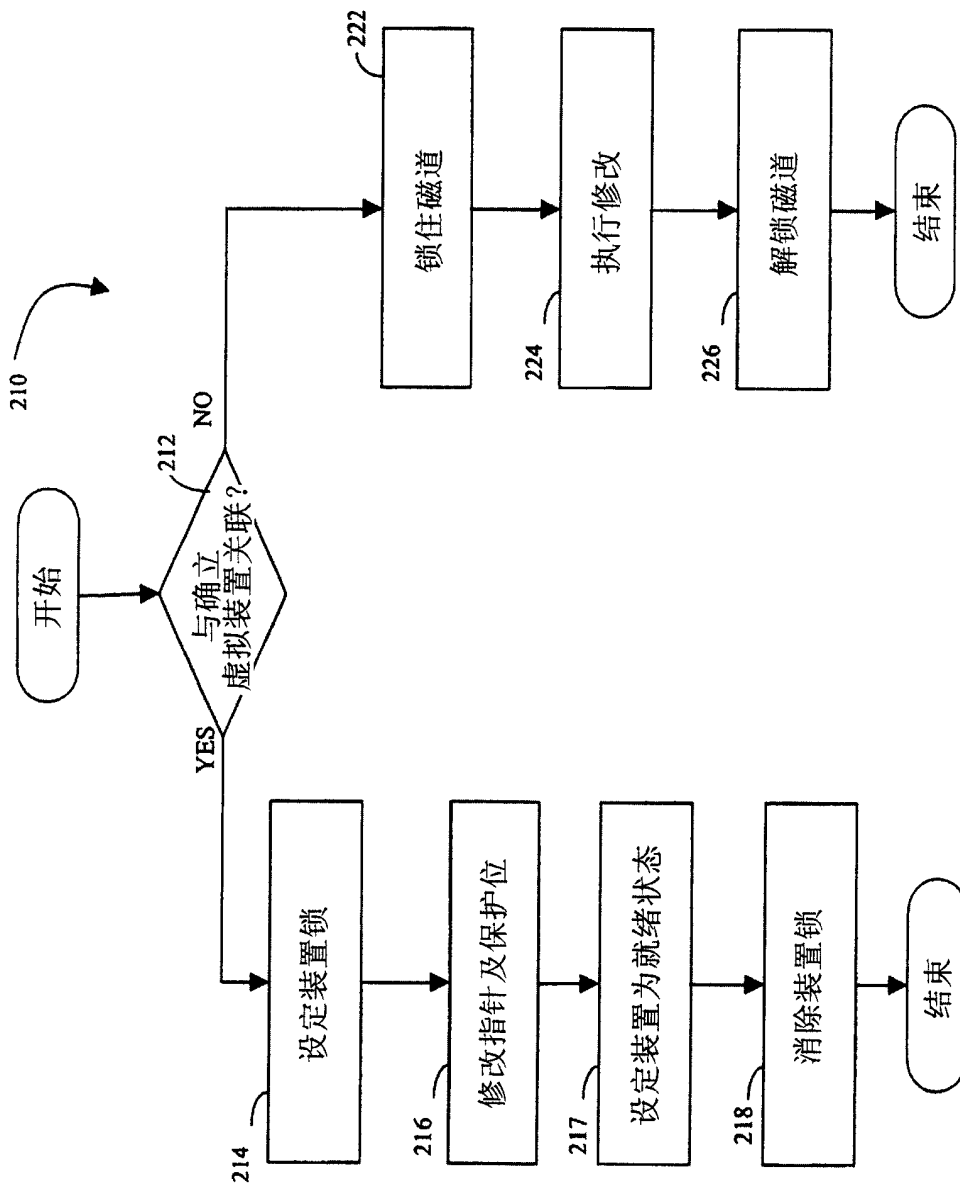 210
开始
与确立
虚拟装置关联？
212
YES
NO
214
设定装置锁
216
修改指针及保护位
217
设定装置为就绪状态
218
消除装置锁
结束
222
锁住磁道
224
执行修改
226
解锁磁道
结束